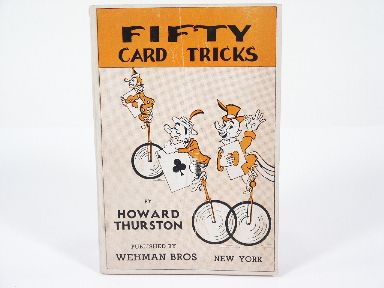 FIFTY
CARD TRICKS
BY
HOWARD
THURSTON
PUBLISHED BY
WEHMAN BROS. NEW YORK